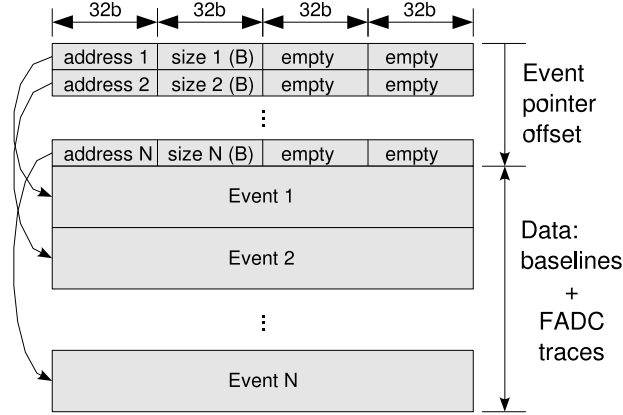 32b 32b 32b 32b
address 1 size 1 (B) empty empty
address 2 size 2 (B) empty empty
address N size N (B) empty empty
Event
pointer
offset
Event 1
Event 2
Event N
Data:
baselines
+
FADC
traces